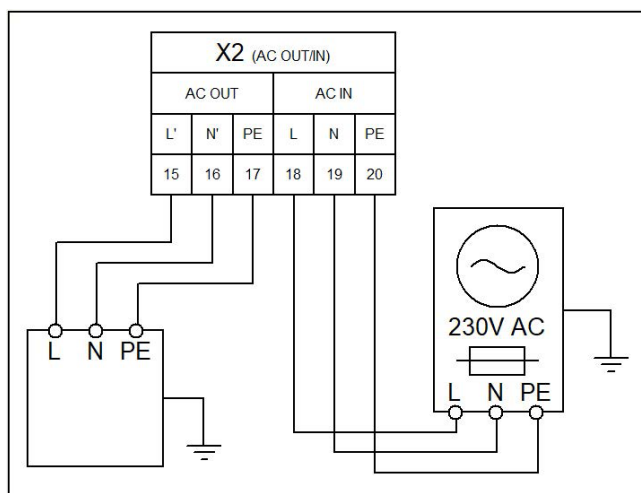 X2 (AC OUT/IN)
AC OUT AC IN
L' N' PE L N PE
15 16 17 18 19 20
230V AC
L N PE
L N PE